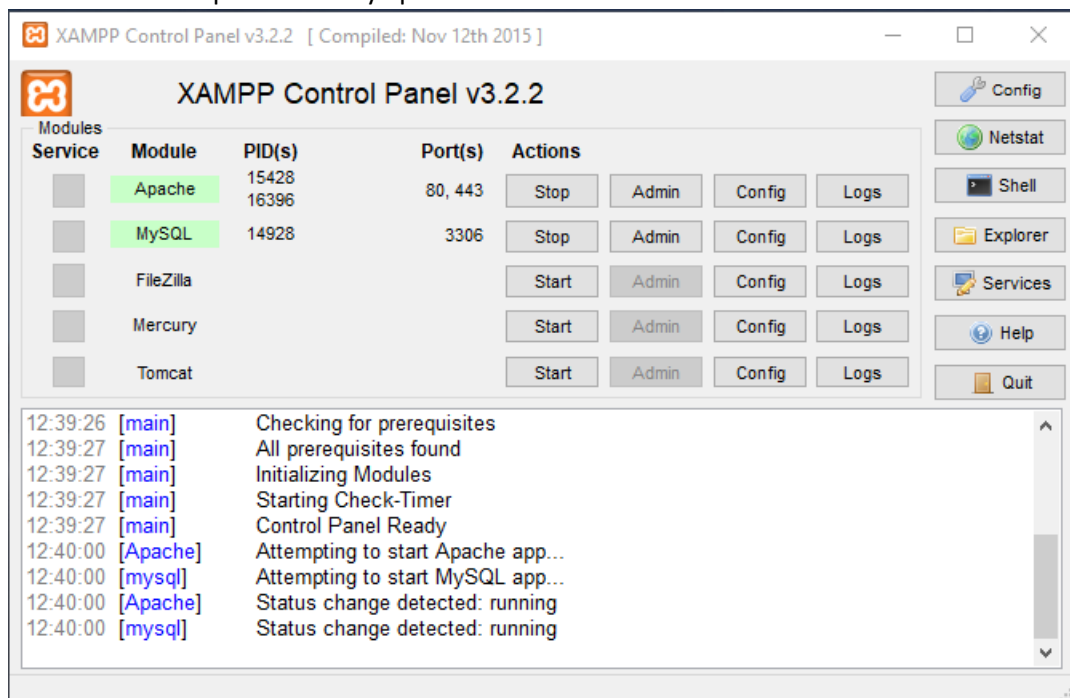 XAMPP Control Panel v3.2.2 [ Compiled: Nov 12th 2015 ]
XAMPP Control Panel v3.2.2
Config
Modules
Netstat
Service Module PID(s) Port(s) Actions
Apache 15428 16396 80, 443 Stop Admin Config Logs
Shell
MySQL 14928 3306 Stop Admin Config Logs
Explorer
FileZilla Start Admin Config Logs
Services
Mercury Start Admin Config Logs
Help
Tomcat Start Admin Config Logs
Quit
12:39:26 [main] Checking for prerequisites
12:39:27 [main] All prerequisites found
12:39:27 [main] Initializing Modules
12:39:27 [main] Starting Check-Timer
12:39:27 [main] Control Panel Ready
12:40:00 [Apache] Attempting to start Apache app...
12:40:00 [mysql] Attempting to start MySQL app...
12:40:00 [Apache] Status change detected: running
12:40:00 [mysql] Status change detected: running